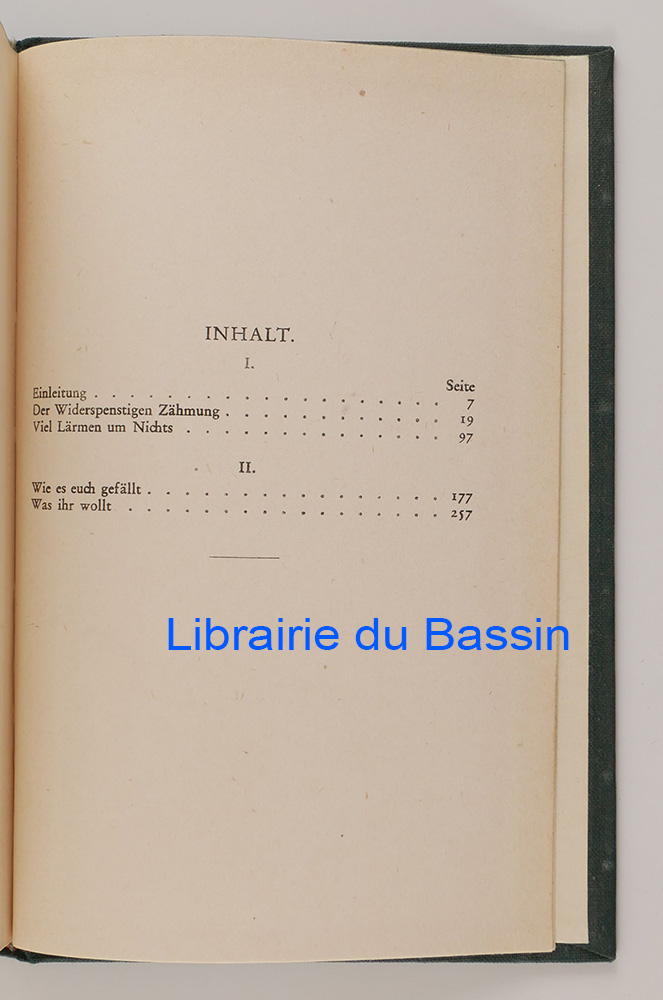 INHALT.
I.
Seite
Einleitung . . . . . . . . . . . . . . . . . . . . 7
Der Widerspenstigen Zähmung . . . . . . . . . . . . 19
Viel Lärmen um Nichts . . . . . . . . . . . . . . 97
II.
Wie es euch gefällt . . . . . . . . . . . . . . . . 177
Was ihr wollt . . . . . . . . . . . . . . . . . . 257
Librairie du Bassin